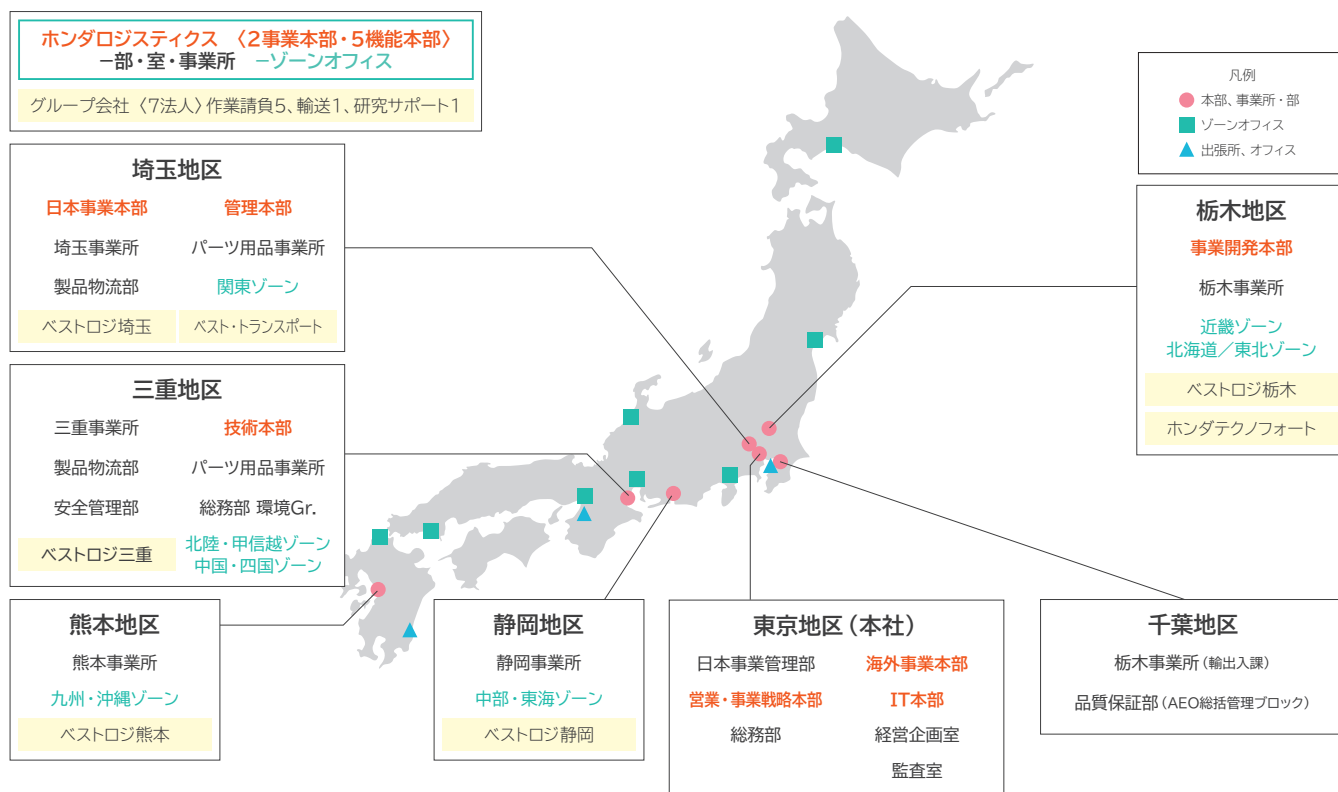 ホンダロジスティクス 〈2事業本部・5機能本部〉
－部・室・事業所 －ゾーンオフィス
グループ会社〈7法人〉作業請負5、輸送1、研究サポート1
凡例
本部、事業所・部
ゾーンオフィス
出張所、オフィス
埼玉地区
日本事業本部 管理本部
埼玉事業所 パーツ用品事業所
製品物流部 関東ゾーン
ベストロジ埼玉 ベスト・トランスポート
栃木地区
事業開発本部
栃木事業所
近畿ゾーン
北海道／東北ゾーン
ベストロジ栃木
ホンダテクノフォート
三重地区
三重事業所 技術本部
製品物流部 パーツ用品事業所
安全管理部 総務部 環境Gr.
ベストロジ三重 北陸・甲信越ゾーン
中国・四国ゾーン
熊本地区
熊本事業所
九州・沖縄ゾーン
ベストロジ熊本
静岡地区
静岡事業所
中部・東海ゾーン
ベストロジ静岡
東京地区（本社）
日本事業管理部 海外事業本部
営業・事業戦略本部 IT本部
総務部 経営企画室
監査室
千葉地区
栃木事業所（輸出入課）
品質保証部（AEO総括管理ブロック）